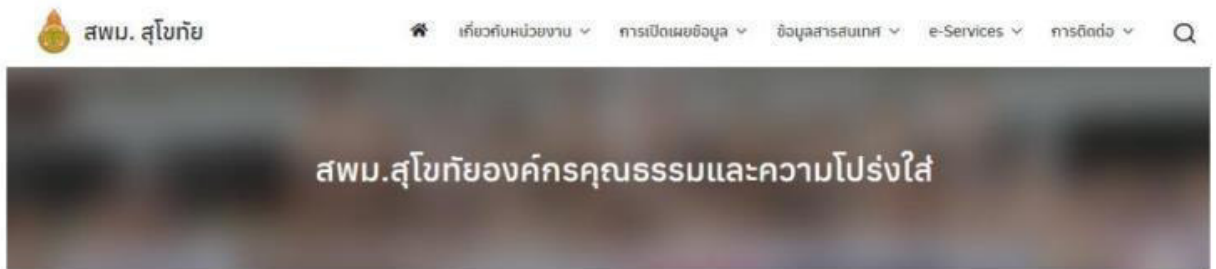 สพม. สุโขทัย
เกี่ยวกับหน่วยงาน การเปิดเผยข้อมูล ข้อมูลสารสนเทศ e-Services การติดต่อ
สพม.สุโขทัยองค์กรคุณธรรมและความโปร่งใส่